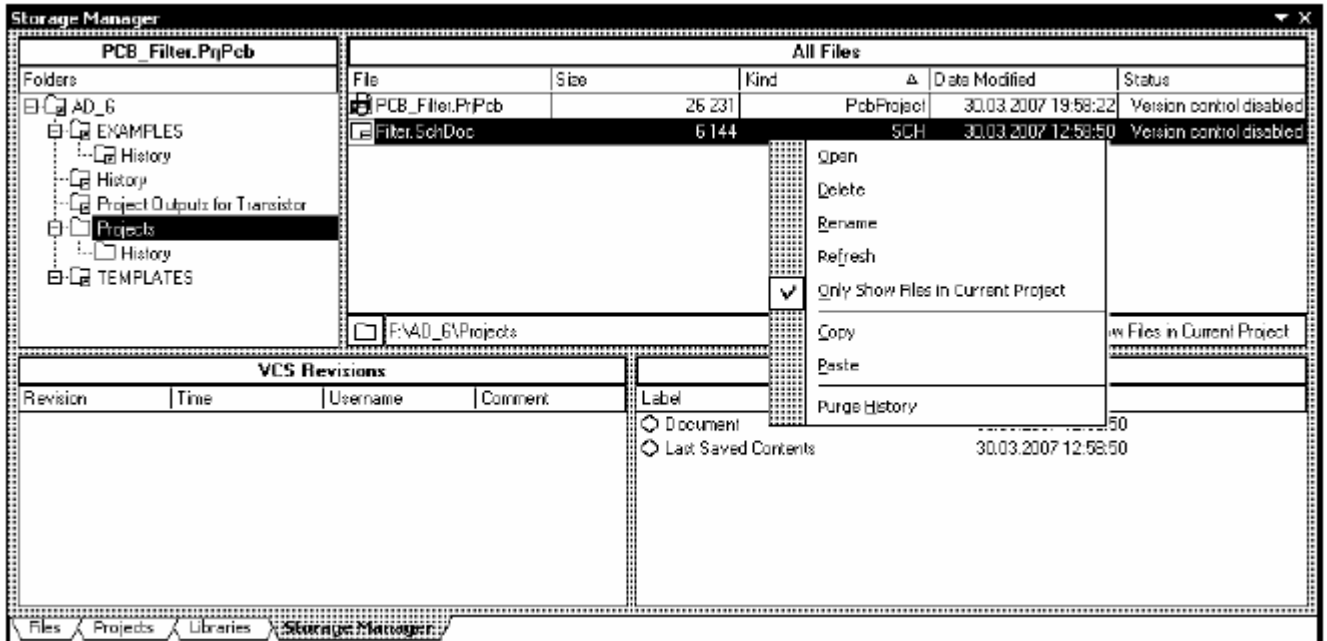 Storage Manager
PCB_Filter.PrjPcb
All Files
Folders
File Size Kind Date Modified Status
AD_6
PCB_Filter.PrjPcb 26 231 PcbProject 30.03.2007 19:58:22 Version control disabled
EXAMPLES
Filter.SchDoc 6 144 SCH 30.03.2007 12:58:50 Version control disabled
History
History
Project Outputs for Transistor
Projects
History
TEMPLATES
Open
Delete
Rename
Refresh
Only Show Files in Current Project
Copy
Paste
Purge History
F:\AD_6\Projects
Files in Current Project
VCS Revisions
Revision Time Username Comment
Label
Document 50
Last Saved Contents 30.03.2007 12:58:50
Files Projects Libraries Storage Manager